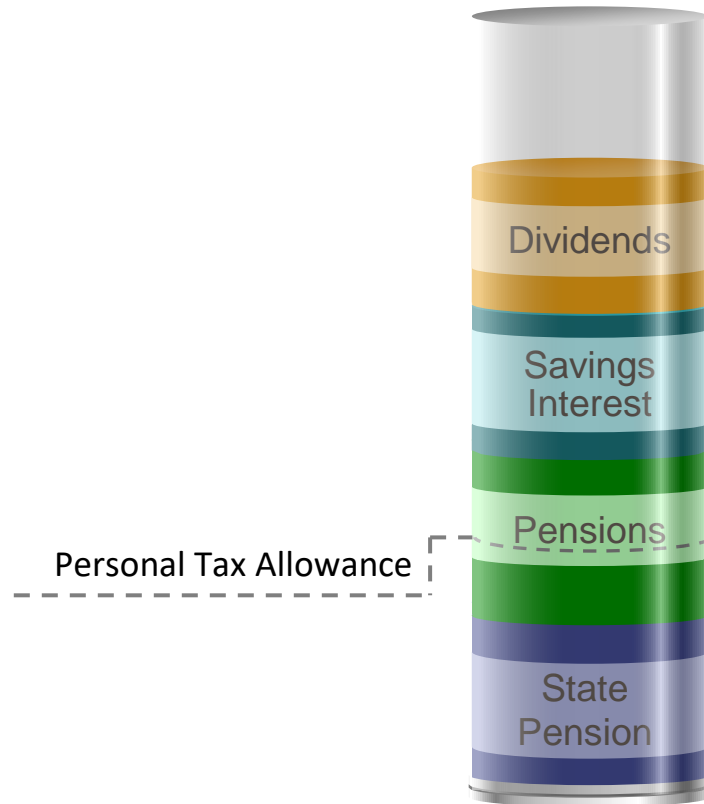 Dividends
Savings
Interest
Pensions
Personal Tax Allowance
State
Pension